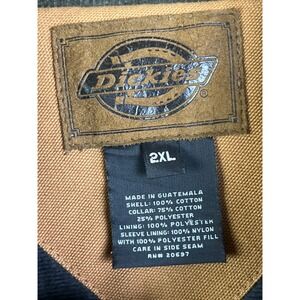 Dickies
2XL
MADE IN GUATEMALA
SHELL: 100% COTTON
COLLAR: 75% COTTON
25% POLYESTER
LINING: 100% POLYESTER
SLEEVE LINING: 100% NYLON
WITH 100% POLYESTER FILL
CARE IN SIDE SEAM
RN# 20697